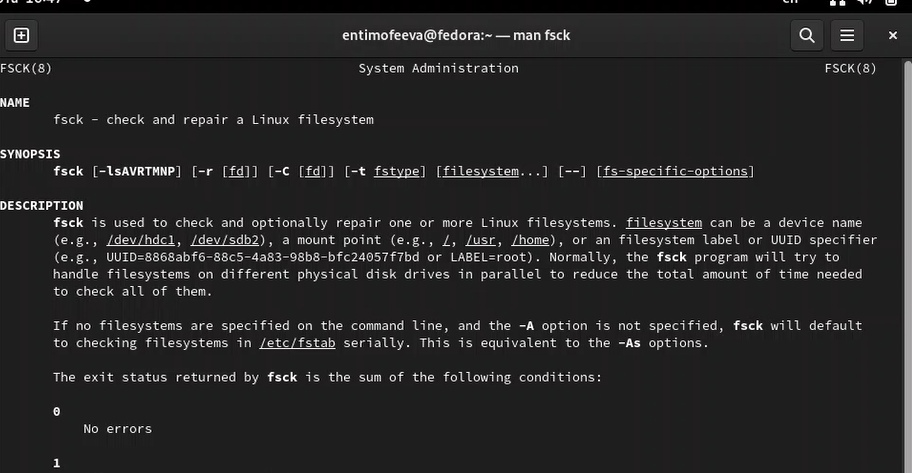 entimofeeva@fedora:~ — man fsck
FSCK(8) System Administration FSCK(8)
NAME
fsck - check and repair a Linux filesystem
SYNOPSIS
fsck [-lsAVRTMNP] [-r [fd]] [-C [fd]] [-t fstype] [filesystem...] [--] [fs-specific-options]
DESCRIPTION
fsck is used to check and optionally repair one or more Linux filesystems. filesystem can be a device name
(e.g., /dev/hdc1, /dev/sdb2), a mount point (e.g., /, /usr, /home), or an filesystem label or UUID specifier
(e.g., UUID=8868abf6-88c5-4a83-98b8-bfc24057f7bd or LABEL=root). Normally, the fsck program will try to
handle filesystems on different physical disk drives in parallel to reduce the total amount of time needed
to check all of them.
If no filesystems are specified on the command line, and the -A option is not specified, fsck will default
to checking filesystems in /etc/fstab serially. This is equivalent to the -As options.
The exit status returned by fsck is the sum of the following conditions:
0
No errors
1